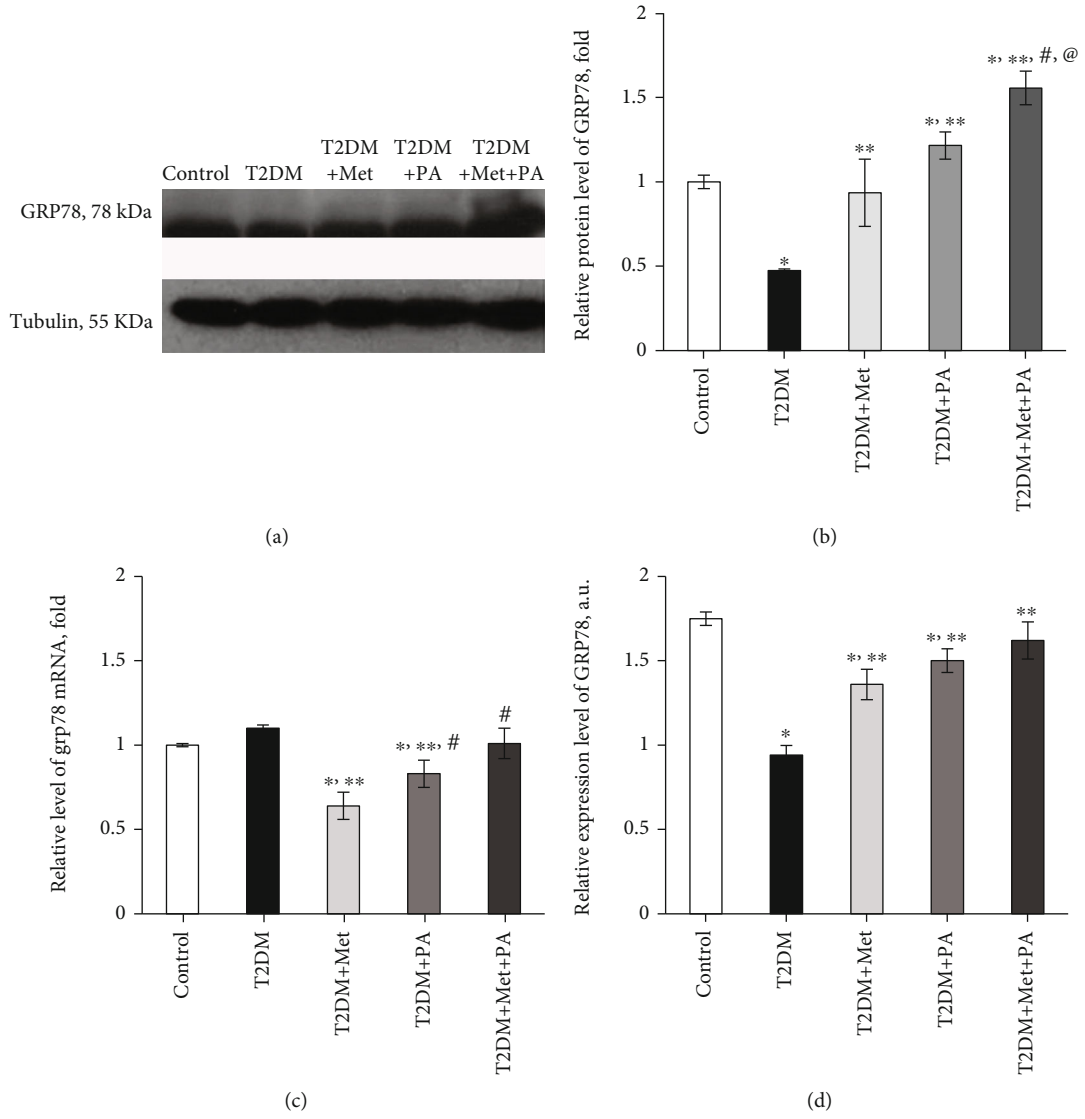 Control
T2DM
T2DM
+Met
T2DM
+PA
T2DM
+Met+PA
GRP78, 78 kDa
Tubulin, 55 KDa
(a)
Relative protein level of GRP78, fold
2
1.5
1
0.5
0
*
**
*, **
*, **, #, @
Control
T2DM
T2DM+Met
T2DM+PA
T2DM+Met+PA
(b)
Relative level of grp78 mRNA, fold
2
1.5
1
0.5
0
*, **
*, **, #
#
Control
T2DM
T2DM+Met
T2DM+PA
T2DM+Met+PA
(c)
Relative expression level of GRP78, a.u.
2
1.5
1
0.5
0
*
*, **
*, **
**
Control
T2DM
T2DM+Met
T2DM+PA
T2DM+Met+PA
(d)